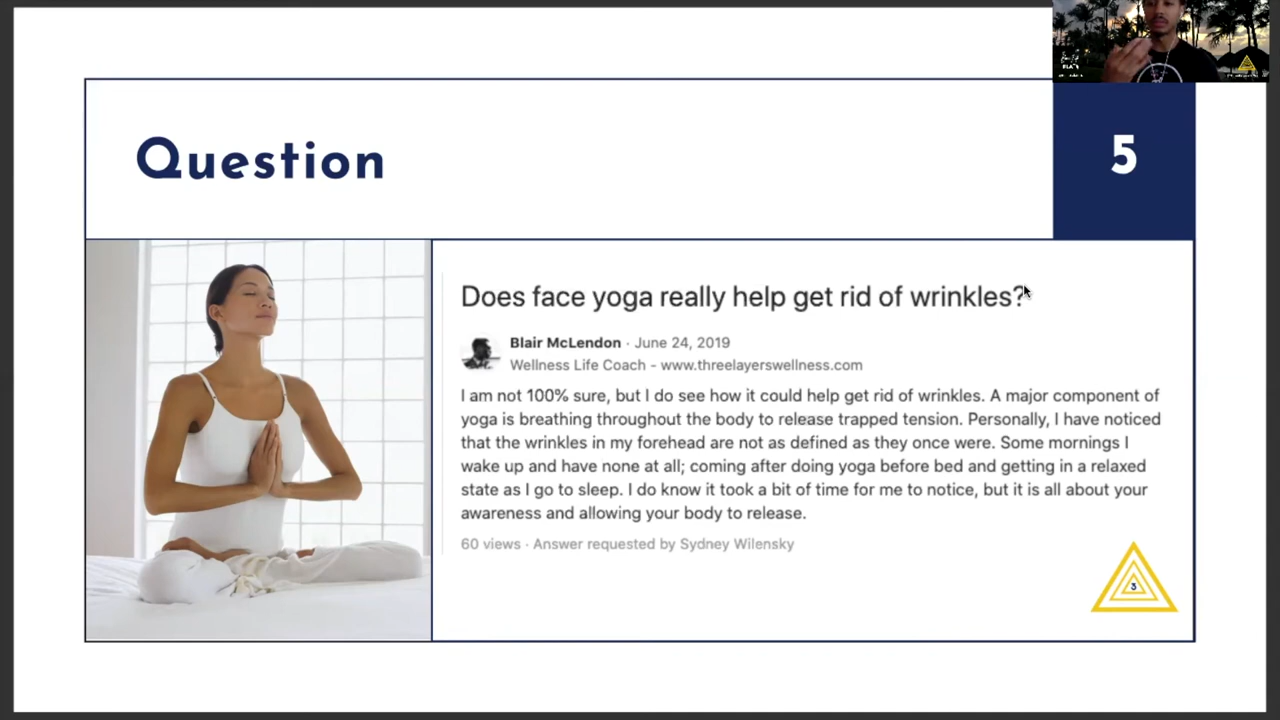 Question
5
Does face yoga really help get rid of wrinkles?
Blair McLendon · June 24, 2019
Wellness Life Coach - www.threelayerswellness.com
I am not 100% sure, but I do see how it could help get rid of wrinkles. A major component of
yoga is breathing throughout the body to release trapped tension. Personally, I have noticed
that the wrinkles in my forehead are not as defined as they once were. Some mornings I
wake up and have none at all; coming after doing yoga before bed and getting in a relaxed
state as I go to sleep. I do know it took a bit of time for me to notice, but it is all about your
awareness and allowing your body to release.
60 views · Answer requested by Sydney Wilensky
3